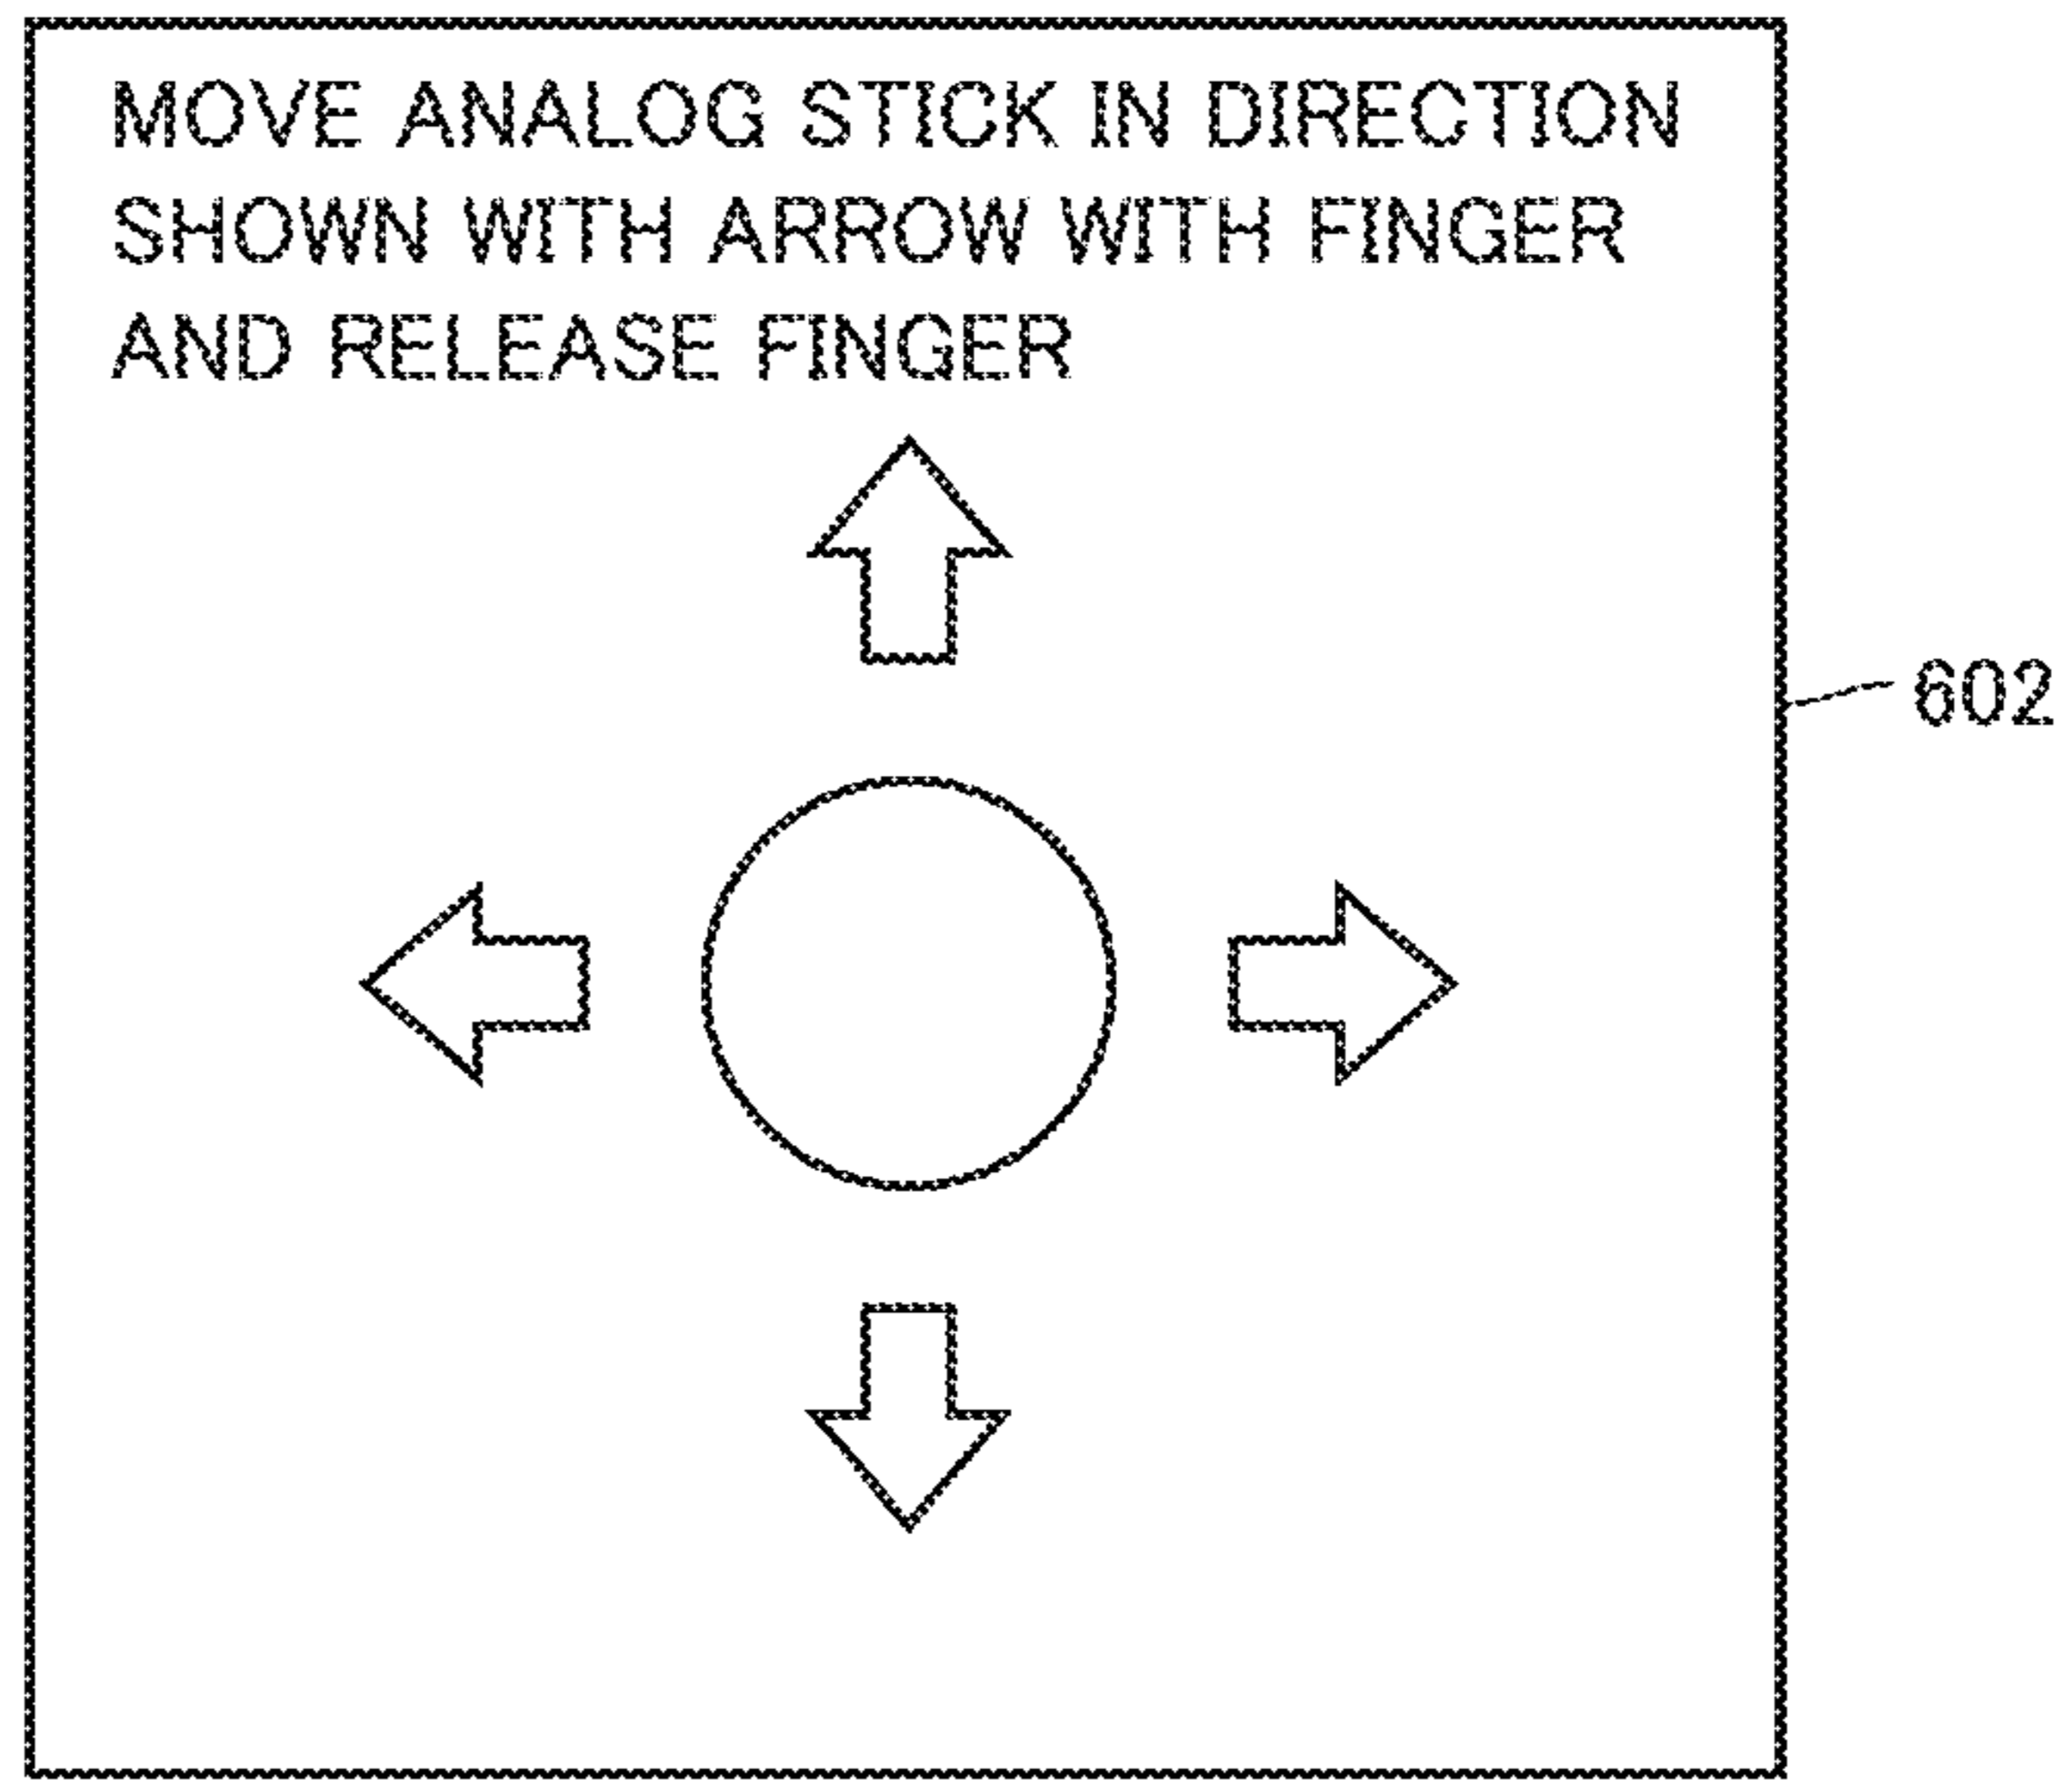 MOVE ANALOG STICK IN DIRECTION
SHOWN WITH ARROW WITH FINGER
AND RELEASE FINGER
602